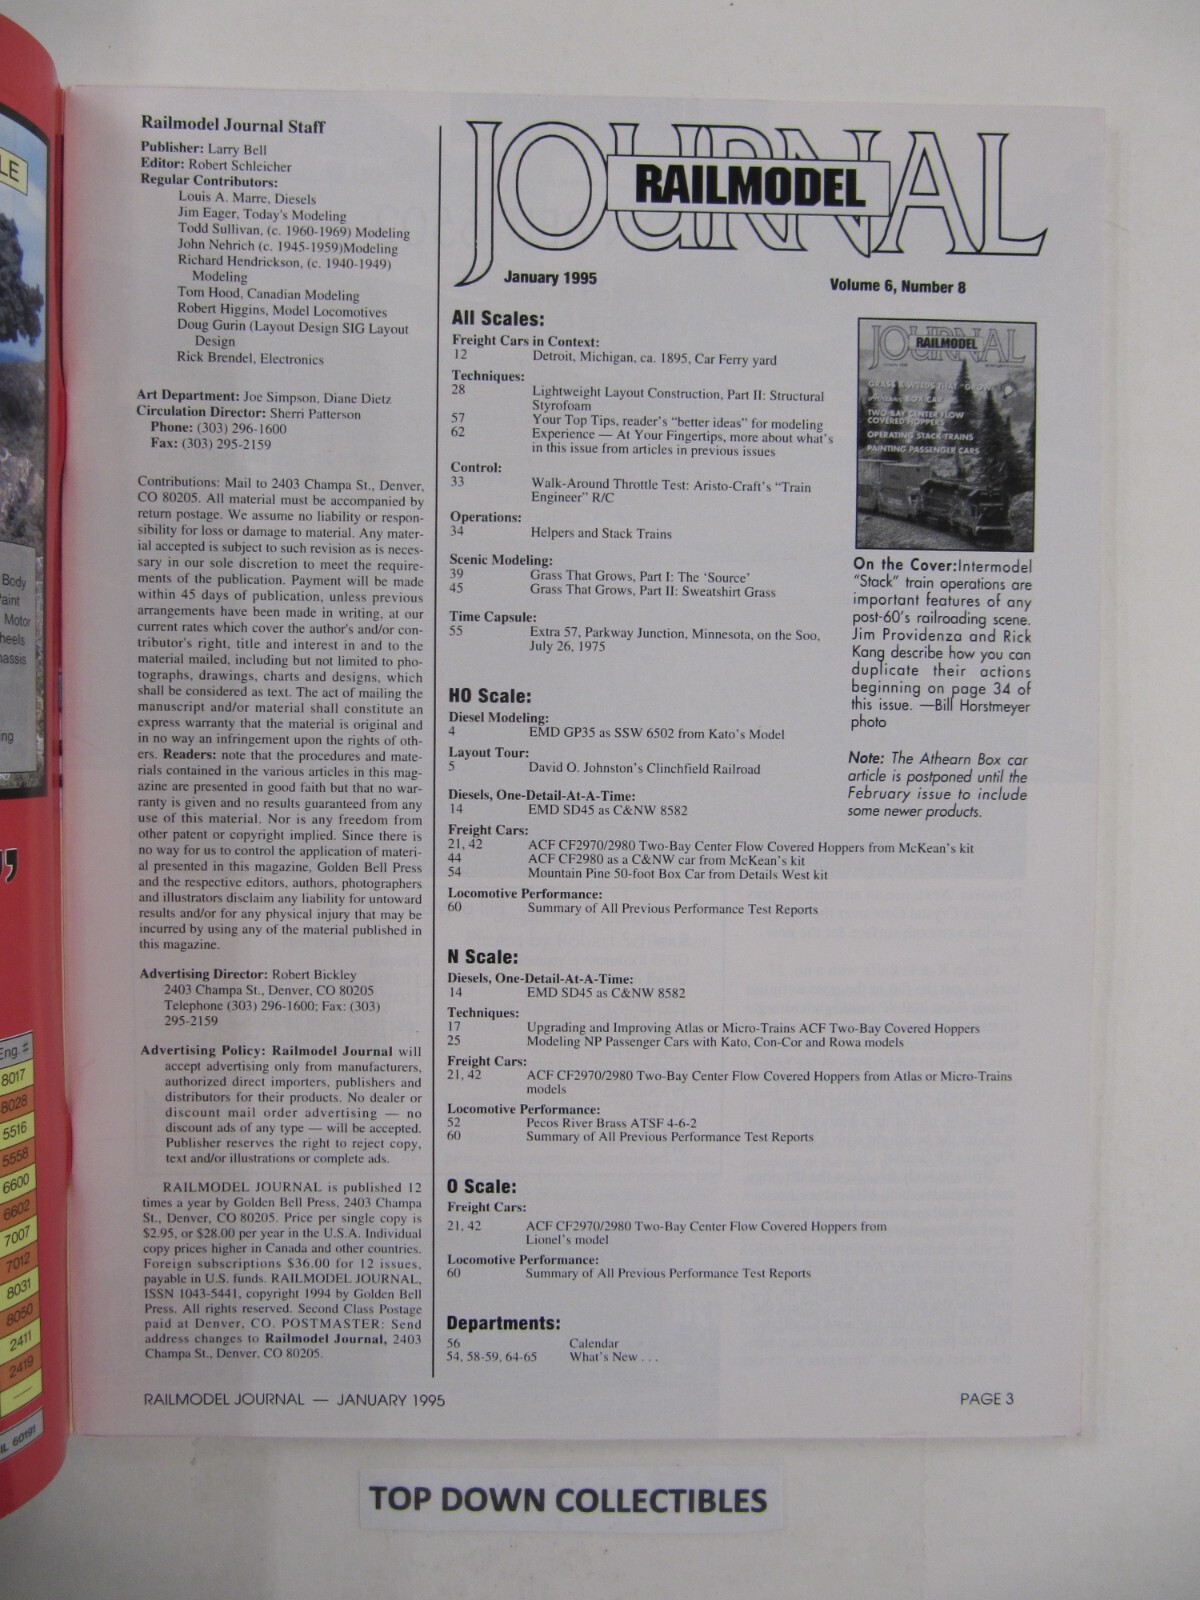 LE
Body
aint
Motor
heels
hassis
ng
Eng. #
8017
8028
5516
5558
6600
6602
7007
7012
8031
8050
2411
2419
IL 60191
Railmodel Journal Staff
Publisher: Larry Bell
Editor: Robert Schleicher
Regular Contributors:
Louis A. Marre, Diesels
Jim Eager, Today's Modeling
Todd Sullivan, (c. 1960-1969) Modeling
John Nehrich (c. 1945-1959)Modeling
Richard Hendrickson, (c. 1940-1949)
Modeling
Tom Hood, Canadian Modeling
Robert Higgins, Model Locomotives
Doug Gurin (Layout Design SIG Layout
Design
Rick Brendel, Electronics
Art Department: Joe Simpson, Diane Dietz
Circulation Director: Sherri Patterson
Phone: (303) 296-1600
Fax: (303) 295-2159
Contributions: Mail to 2403 Champa St., Denver,
CO 80205. All material must be accompanied by
return postage. We assume no liability or respon-
sibility for loss or damage to material. Any mater-
ial accepted is subject to such revision as is neces-
sary in our sole discretion to meet the require-
ments of the publication. Payment will be made
within 45 days of publication, unless previous
arrangements have been made in writing, at our
current rates which cover the author's and/or con-
tributor's right, title and interest in and to the
material mailed, including but not limited to pho-
tographs, drawings, charts and designs, which
shall be considered as text. The act of mailing the
manuscript and/or material shall constitute an
express warranty that the material is original and
in no way an infringement upon the rights of oth-
ers. Readers: note that the procedures and mate-
rials contained in the various articles in this mag-
azine are presented in good faith but that no war-
ranty is given and no results guaranteed from any
use of this material. Nor is any freedom from
other patent or copyright implied. Since there is
no way for us to control the application of materi-
al presented in this magazine, Golden Bell Press
and the respective editors, authors, photographers
and illustrators disclaim any liability for untoward
results and/or for any physical injury that may be
incurred by using any of the material published in
this magazine.
Advertising Director: Robert Bickley
2403 Champa St., Denver, CO 80205
Telephone (303) 296-1600; Fax: (303)
295-2159
Advertising Policy: Railmodel Journal will
accept advertising only from manufacturers,
authorized direct importers, publishers and
distributors for their products. No dealer or
discount mail order advertising — no
discount ads of any type — will be accepted.
Publisher reserves the right to reject copy,
text and/or illustrations or complete ads.
RAILMODEL JOURNAL is published 12
times a year by Golden Bell Press, 2403 Champa
St., Denver, CO 80205. Price per single copy is
$2.95, or $28.00 per year in the U.S.A. Individual
copy prices higher in Canada and other countries.
Foreign subscriptions $36.00 for 12 issues,
payable in U.S. funds. RAILMODEL JOURNAL,
ISSN 1043-5441, copyright 1994 by Golden Bell
Press. All rights reserved. Second Class Postage
paid at Denver, CO. POSTMASTER: Send
address changes to Railmodel Journal, 2403
Champa St., Denver, CO 80205.
JOURNAL
RAILMODEL
January 1995 Volume 6, Number 8
All Scales:
Freight Cars in Context:
12 Detroit, Michigan, ca. 1895, Car Ferry yard
Techniques:
28 Lightweight Layout Construction, Part II: Structural
Styrofoam
57 Your Top Tips, reader's "better ideas" for modeling
62 Experience — At Your Fingertips, more about what's
in this issue from articles in previous issues
Control:
33 Walk-Around Throttle Test: Aristo-Craft's "Train
Engineer" R/C
Operations:
34 Helpers and Stack Trains
Scenic Modeling:
39 Grass That Grows, Part I: The 'Source'
45 Grass That Grows, Part II: Sweatshirt Grass
Time Capsule:
55 Extra 57, Parkway Junction, Minnesota, on the Soo,
July 26, 1975
JOURNAL
RAILMODEL
GRASS & WEEDS THAT "GROW"
Athearn BOX CAR
TWO-BAY CENTER FLOW
COVERED HOPPERS
OPERATING STACK TRAINS
PAINTING PASSENGER CARS
On the Cover:Intermodel
"Stack" train operations are
important features of any
post-60's railroading scene.
Jim Providenza and Rick
Kang describe how you can
duplicate their actions
beginning on page 34 of
this issue. —Bill Horstmeyer
photo
Note: The Athearn Box car
article is postponed until the
February issue to include
some newer products.
HO Scale:
Diesel Modeling:
4 EMD GP35 as SSW 6502 from Kato's Model
Layout Tour:
5 David O. Johnston's Clinchfield Railroad
Diesels, One-Detail-At-A-Time:
14 EMD SD45 as C&NW 8582
Freight Cars:
21, 42 ACF CF2970/2980 Two-Bay Center Flow Covered Hoppers from McKean's kit
44 ACF CF2980 as a C&NW car from McKean's kit
54 Mountain Pine 50-foot Box Car from Details West kit
Locomotive Performance:
60 Summary of All Previous Performance Test Reports
N Scale:
Diesels, One-Detail-At-A-Time:
14 EMD SD45 as C&NW 8582
Techniques:
17 Upgrading and Improving Atlas or Micro-Trains ACF Two-Bay Covered Hoppers
25 Modeling NP Passenger Cars with Kato, Con-Cor and Rowa models
Freight Cars:
21, 42 ACF CF2970/2980 Two-Bay Center Flow Covered Hoppers from Atlas or Micro-Trains
models
Locomotive Performance:
52 Pecos River Brass ATSF 4-6-2
60 Summary of All Previous Performance Test Reports
O Scale:
Freight Cars:
21, 42 ACF CF2970/2980 Two-Bay Center Flow Covered Hoppers from
Lionel's model
Locomotive Performance:
60 Summary of All Previous Performance Test Reports
Departments:
56 Calendar
54, 58-59, 64-65 What's New . . .
RAILMODEL JOURNAL — JANUARY 1995 PAGE 3
TOP DOWN COLLECTIBLES